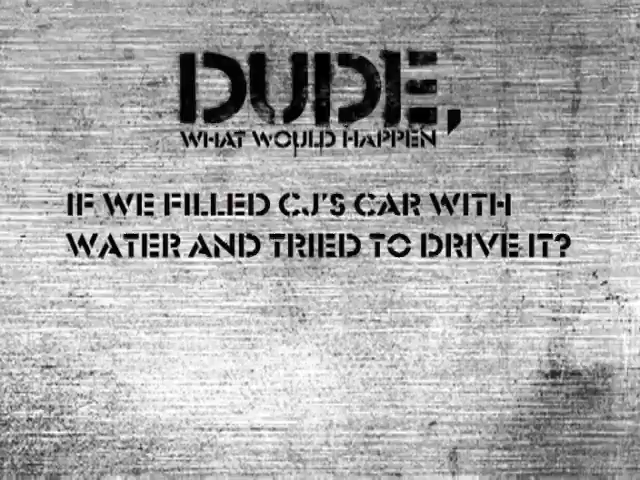 DUDE,
WHAT WOULD HAPPEN
IF WE FILLED CJ'S CAR WITH
WATER AND TRIED TO DRIVE IT?